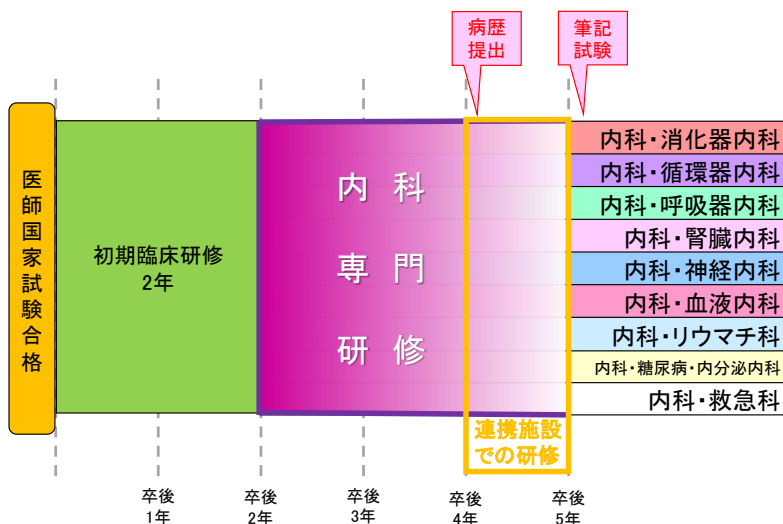 病歴
提出
筆記
試験
医師国家試験合格
初期臨床研修
2年
内科
専門
研修
内科・消化器内科
内科・循環器内科
内科・呼吸器内科
内科・腎臓内科
内科・神経内科
内科・血液内科
内科・リウマチ科
内科・糖尿病・内分泌内科
内科・救急科
連携施設
での研修
卒後
1年
卒後
2年
卒後
3年
卒後
4年
卒後
5年